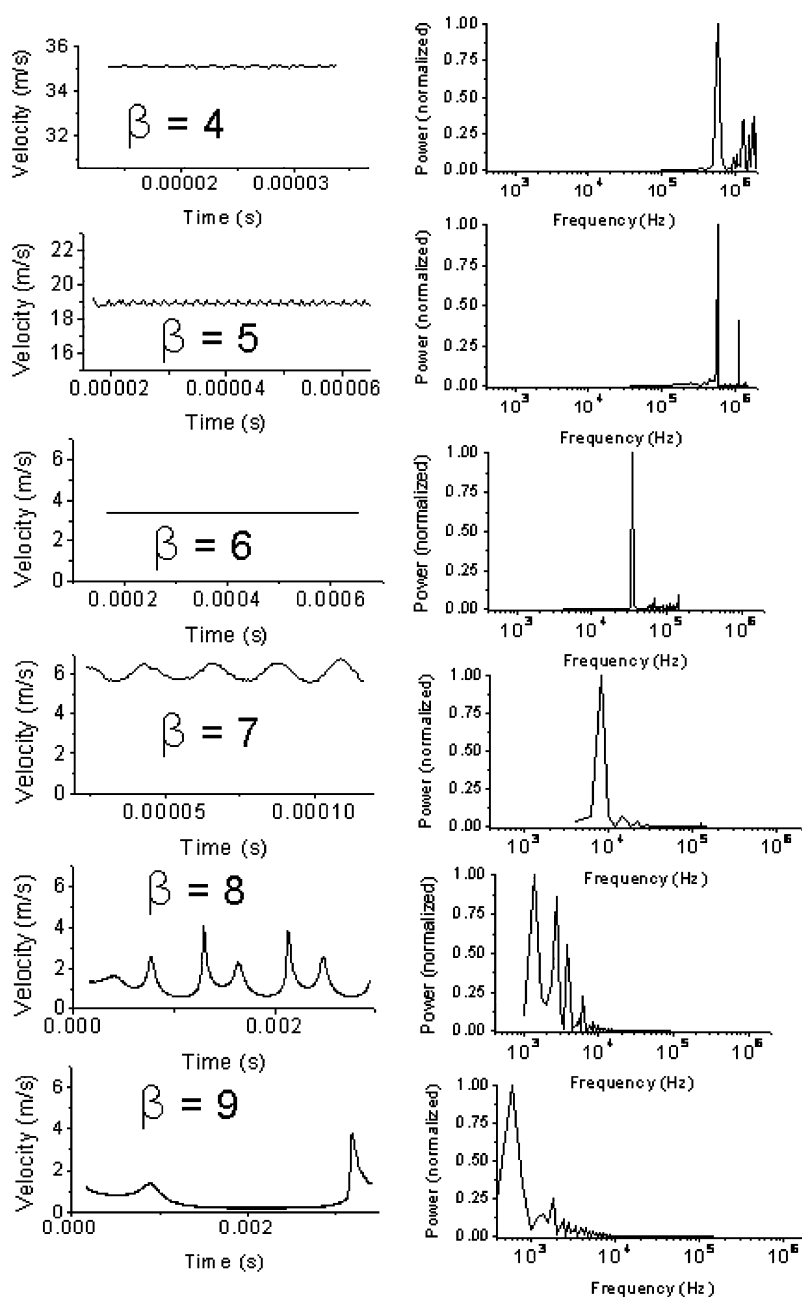 Velocity (m/s)
36
34
32
β = 4
0.00002 0.00003
Time (s)
Power (normalized)
1.00
0.75
0.50
0.25
0.00
10³ 10⁴ 10⁵ 10⁶
Frequency (Hz)
Velocity (m/s)
22
20
18
16
β = 5
0.00002 0.00004 0.00006
Time (s)
Power (normalized)
1.00
0.75
0.50
0.25
0.00
10³ 10⁴ 10⁵ 10⁶
Frequency (Hz)
Velocity (m/s)
6
4
2
0
β = 6
0.0002 0.0004 0.0006
Time (s)
Power (normalized)
1.00
0.75
0.50
0.25
0.00
10³ 10⁴ 10⁵ 10⁶
Frequency (Hz)
Velocity (m/s)
6
4
2
0
β = 7
0.00005 0.00010
Time (s)
Power (normalized)
1.00
0.75
0.50
0.25
0.00
10³ 10⁴ 10⁵ 10⁶
Frequency (Hz)
Velocity (m/s)
6
4
2
0
β = 8
0.000 0.002
Time (s)
Power (normalized)
1.00
0.75
0.50
0.25
0.00
10³ 10⁴ 10⁵ 10⁶
Frequency (Hz)
Velocity (m/s)
6
4
2
0
β = 9
0.000 0.002
Time (s)
Power (normalized)
1.00
0.75
0.50
0.25
0.00
10³ 10⁴ 10⁵ 10⁶
Frequency (Hz)